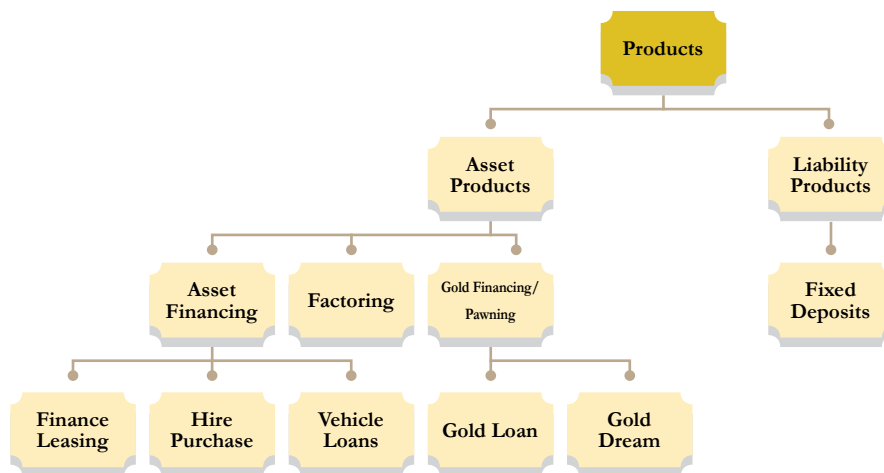 Products
Asset
Products
Liability
Products
Asset
Financing
Factoring
Gold Financing/
Pawning
Fixed
Deposits
Finance
Leasing
Hire
Purchase
Vehicle
Loans
Gold Loan
Gold
Dream